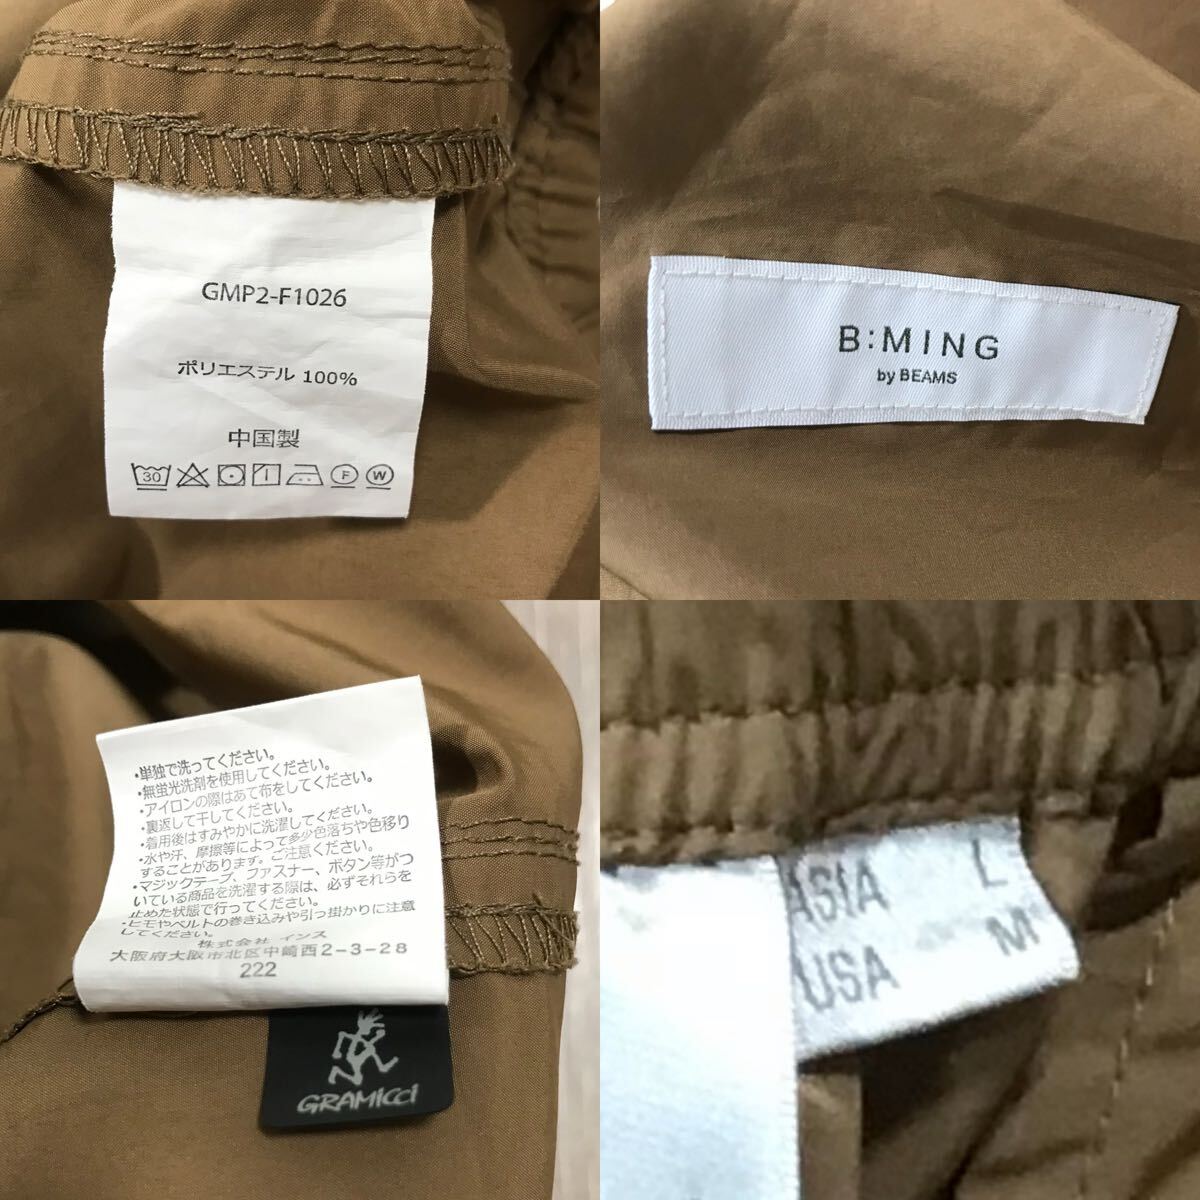 GMP2-F1026
ポリエステル 100%
中国製
30
F
W
B:MING
by BEAMS
・単独で洗ってください。
・無蛍光洗剤を使用してください。
・アイロンの際はあて布をしてください。
・裏返して干してください。
・着用後はすみやかに洗濯してください。
・水や汗、摩擦等によって多少色落ちや色移り
することがあります。ご注意ください。
・マジックテープ、ファスナー、ボタン等がつ
いている商品を洗濯する際は、必ずそれらを
止めた状態で行ってください。
・ヒモやベルトの巻き込みや引っ掛かりに注意
してください。
株式会社 インス
大阪府大阪市北区中崎西2-3-28
222
GRAMICCI
ASIA L
USA M